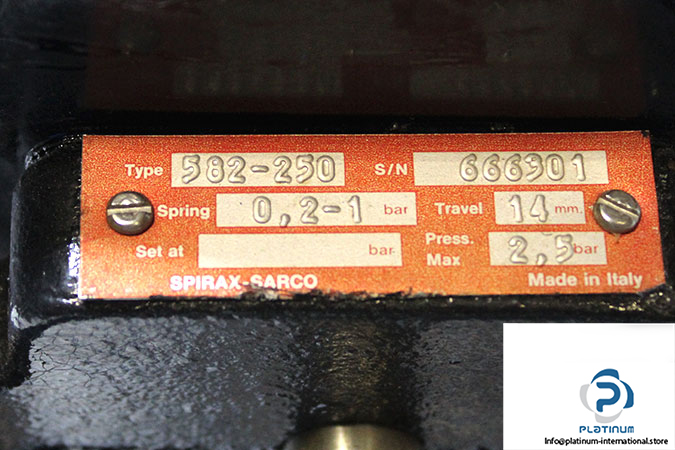 Type 582-250 S/N 666301
Spring 0,2-1 bar Travel 14 mm.
Set at bar Press. Max 2,5 bar
SPIRAX-SARCO Made in Italy
PLATINUM
Info@platinum-international.store